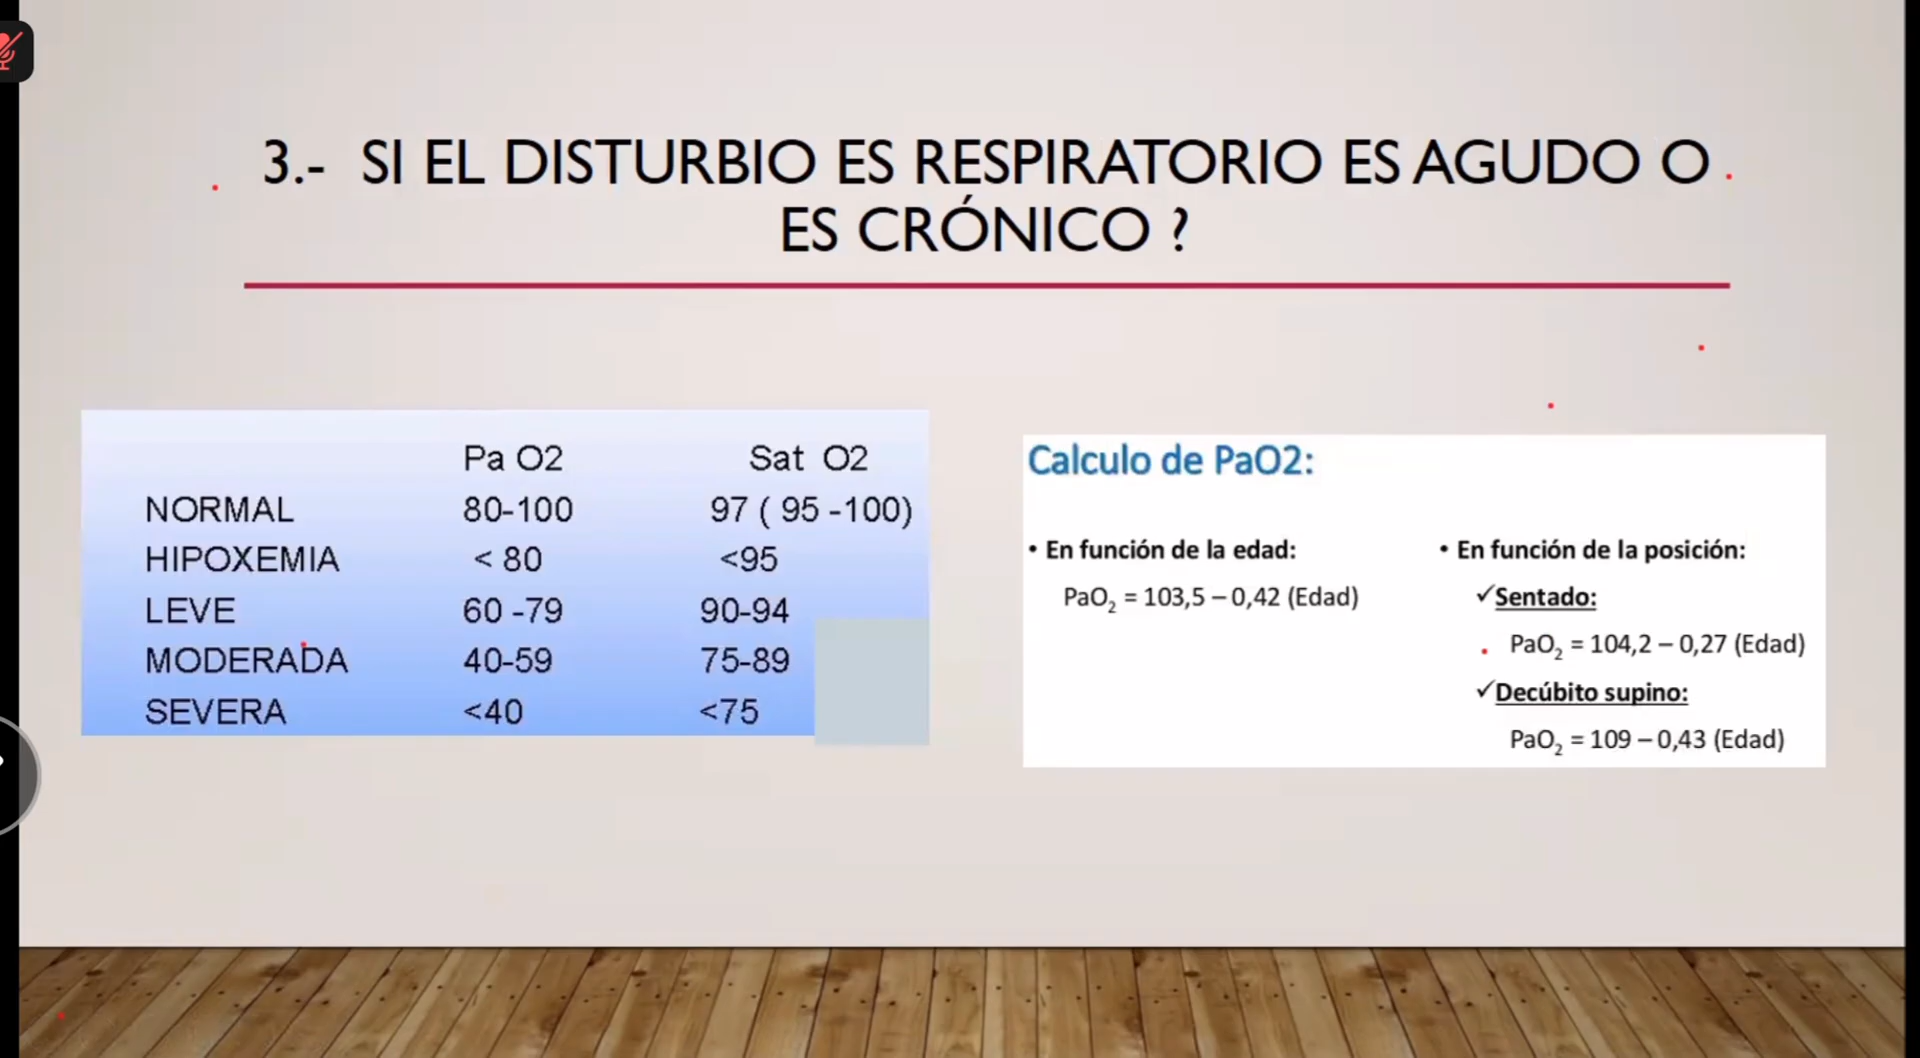 3.- SI EL DISTURBIO ES RESPIRATORIO ES AGUDO O
ES CRÓNICO ?
Pa O2 Sat O2
NORMAL 80-100 97 ( 95 -100)
HIPOXEMIA < 80 <95
LEVE 60 -79 90-94
MODERADA 40-59 75-89
SEVERA <40 <75
Calculo de PaO2:
• En función de la edad:
PaO₂ = 103,5 – 0,42 (Edad)
• En función de la posición:
✓Sentado:
PaO₂ = 104,2 – 0,27 (Edad)
✓Decúbito supino:
PaO₂ = 109 – 0,43 (Edad)